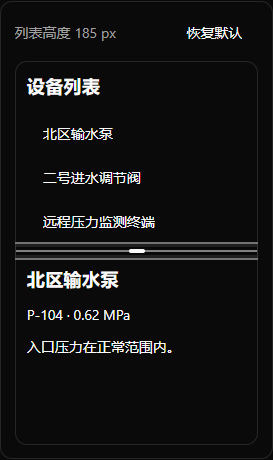 列表高度 185 px
恢复默认
设备列表
北区输水泵
二号进水调节阀
远程压力监测终端
北区输水泵
P-104 · 0.62 MPa
入口压力在正常范围内。